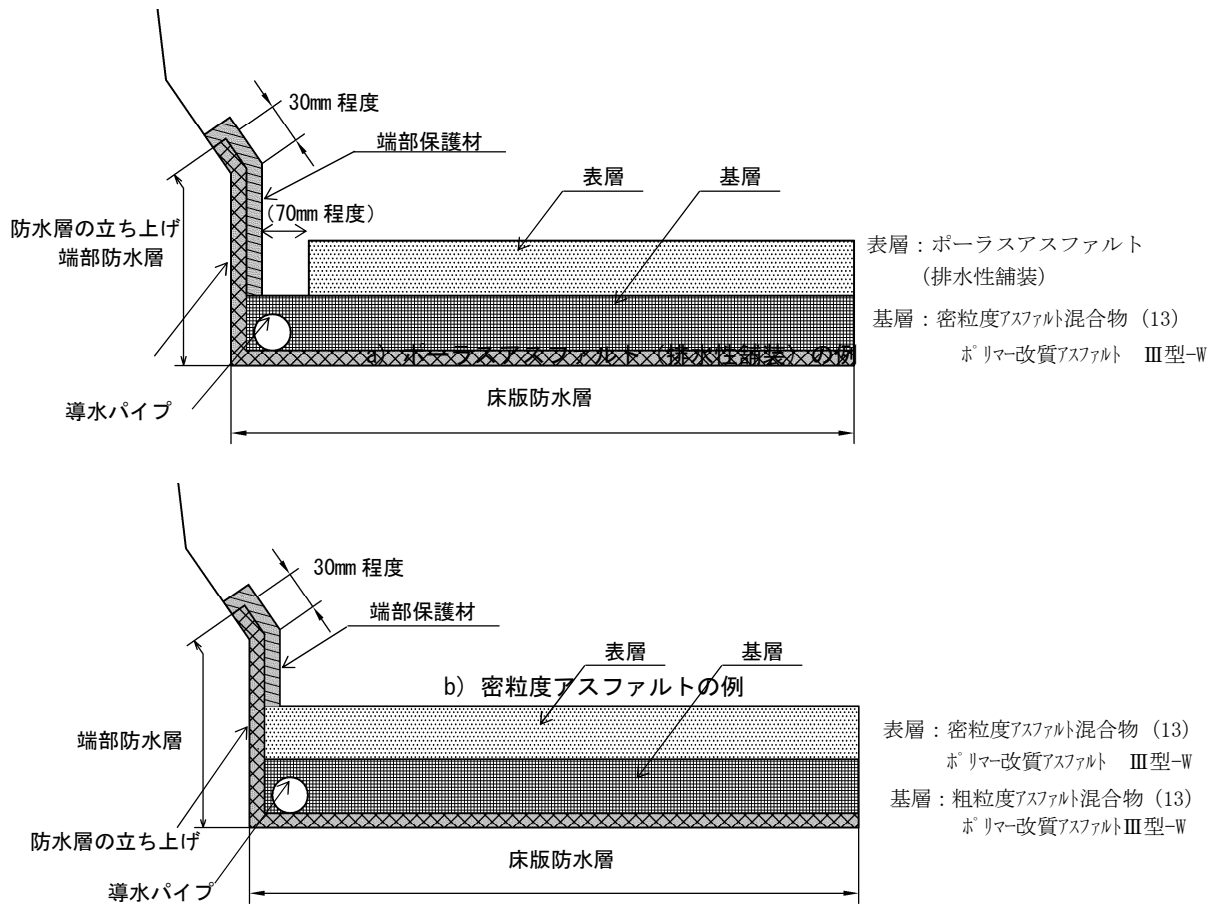 30mm 程度
端部保護材
表層
基層
(70mm 程度)
防水層の立ち上げ
端部防水層
表層：ポーラスアスファルト
(排水性舗装)
基層：密粒度アスファルト混合物 (13)
ポリマー改質アスファルト　Ⅲ型-W
a) ポーラスアスファルト (排水性舗装) の例
床版防水層
導水パイプ
30mm 程度
端部保護材
表層
基層
b) 密粒度アスファルトの例
端部防水層
表層：密粒度アスファルト混合物 (13)
ポリマー改質アスファルト　Ⅲ型-W
基層：粗粒度アスファルト混合物 (13)
ポリマー改質アスファルトⅢ型-W
防水層の立ち上げ
床版防水層
導水パイプ